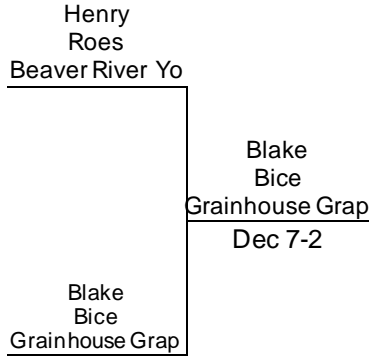 Henry
Roes
Beaver River Yo
Blake
Bice
Grainhouse Grap
Dec 7-2
Blake
Bice
Grainhouse Grap